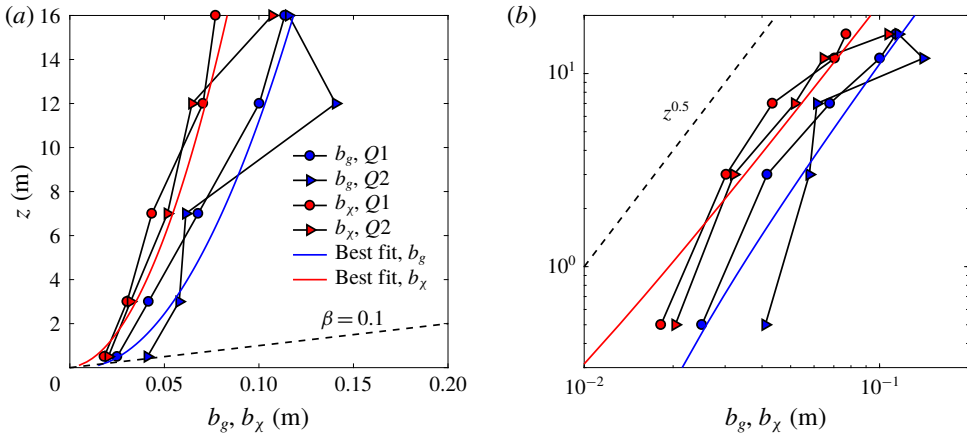 (a)
16
14
12
10
8
6
4
2
0
0.05
0.10
0.15
0.20
z (m)
b_g, b_χ (m)
b_g, Q1
b_g, Q2
b_χ, Q1
b_χ, Q2
Best fit, b_g
Best fit, b_χ
β = 0.1
(b)
10^1
10^0
10^−2
10^−1
z^0.5
b_g, b_χ (m)